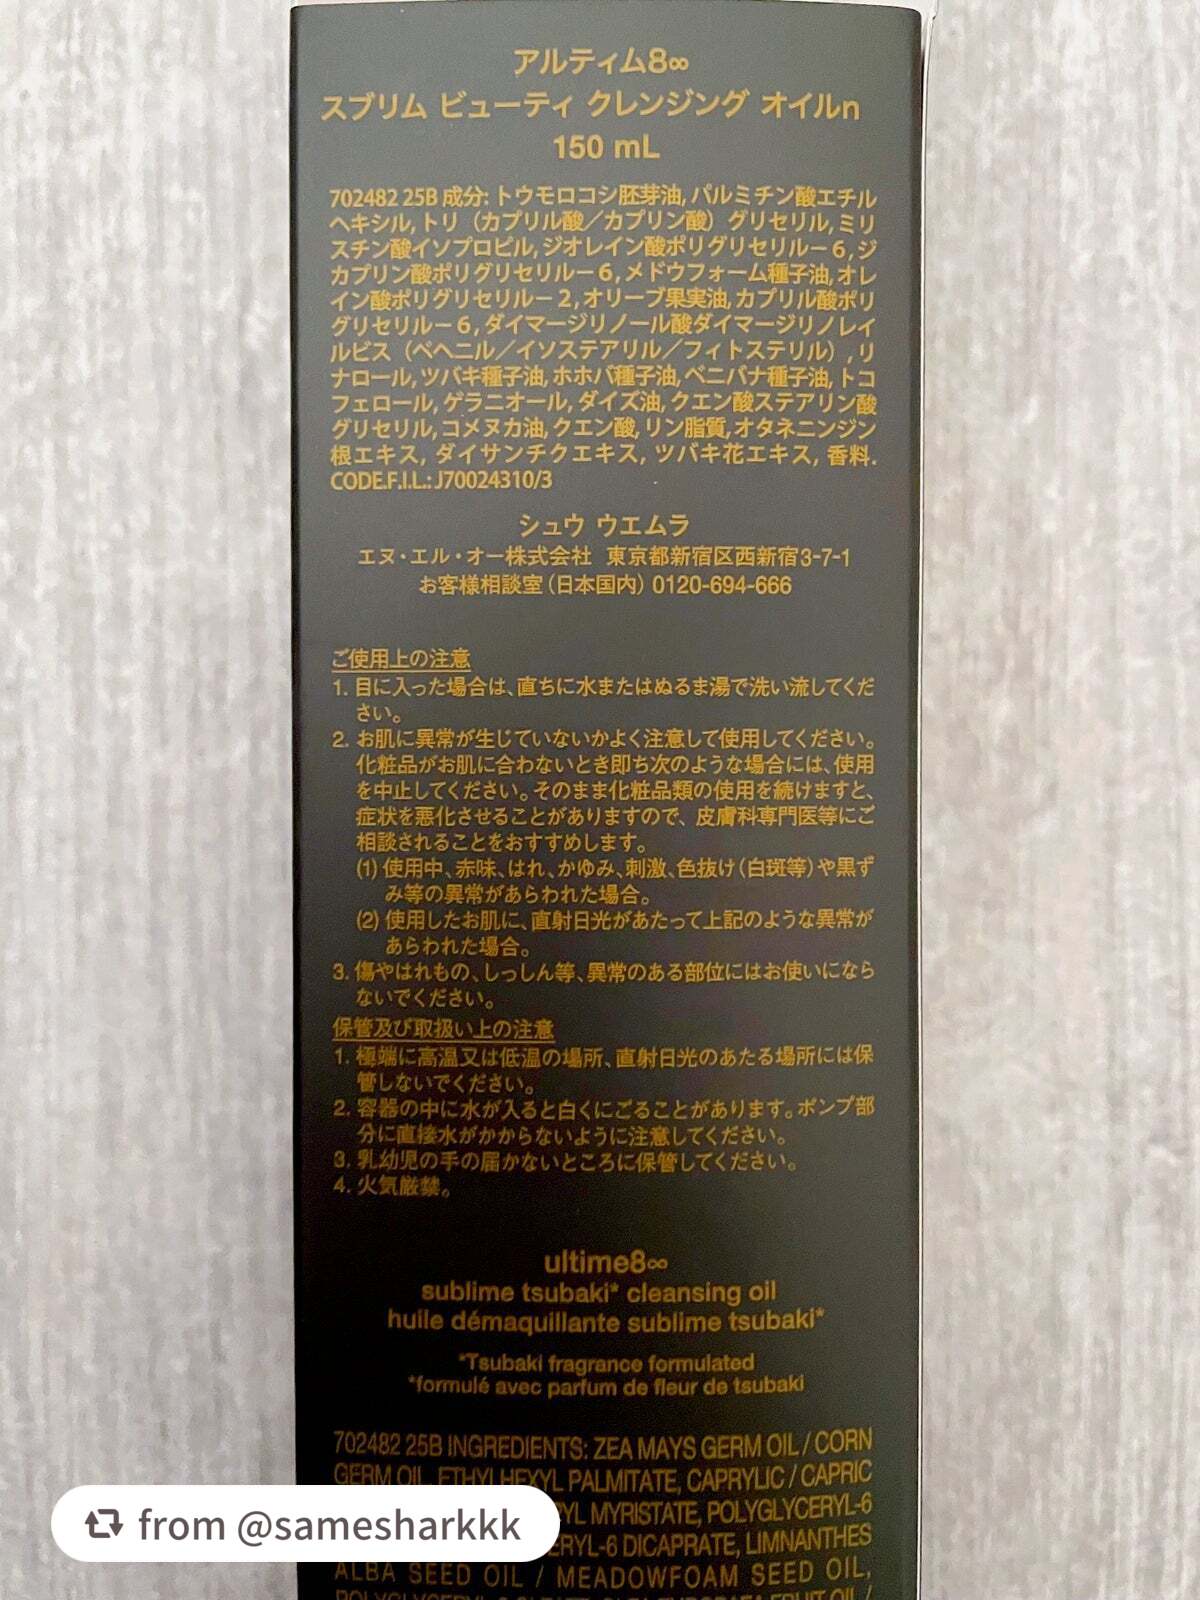 アルティム8∞
スブリム ビューティ クレンジング オイルn
150 mL
702482 25B 成分: トウモロコシ胚芽油, パルミチン酸エチル
ヘキシル, トリ（カプリル酸／カプリン酸）グリセリル, ミリ
スチン酸イソプロピル, ジオレイン酸ポリグリセリル－6, ジ
カプリン酸ポリグリセリル－6, メドウフォーム種子油, オレ
イン酸ポリグリセリル－2, オリーブ果実油, カプリル酸ポリ
グリセリル－6, ダイマージリノール酸ダイマージリノレイ
ルビス（ベヘニル／イソステアリル／フィトステリル）, リ
ナロール, ツバキ種子油, ホホバ種子油, ベニバナ種子油, トコ
フェロール, ゲラニオール, ダイズ油, クエン酸ステアリン酸
グリセリル, コメヌカ油, クエン酸, リン脂質, オタネニンジン
根エキス, ダイサンチクエキス, ツバキ花エキス, 香料.
CODE.F.I.L.: J70024310/3
シュウ ウエムラ
エヌ・エル・オー株式会社 東京都新宿区西新宿3-7-1
お客様相談室（日本国内）0120-694-666
ご使用上の注意
1. 目に入った場合は、直ちに水またはぬるま湯で洗い流してくだ
さい。
2. お肌に異常が生じていないかよく注意して使用してください。
化粧品がお肌に合わないとき即ち次のような場合には、使用
を中止してください。そのまま化粧品類の使用を続けますと、
症状を悪化させることがありますので、皮膚科専門医等にご
相談されることをおすすめします。
(1) 使用中、赤味、はれ、かゆみ、刺激、色抜け（白斑等）や黒ず
み等の異常があらわれた場合。
(2) 使用したお肌に、直射日光があたって上記のような異常が
あらわれた場合。
3. 傷やはれもの、しっしん等、異常のある部位にはお使いになら
ないでください。
保管及び取扱い上の注意
1. 極端に高温又は低温の場所、直射日光のあたる場所には保
管しないでください。
2. 容器の中に水が入ると白くにごることがあります。ポンプ部
分に直接水がかからないように注意してください。
3. 乳幼児の手の届かないところに保管してください。
4. 火気厳禁。
ultime8∞
sublime tsubaki* cleansing oil
huile démaquillante sublime tsubaki*
*Tsubaki fragrance formulated
*formulé avec parfum de fleur de tsubaki
702482 25B INGREDIENTS: ZEA MAYS GERM OIL / CORN
GERM OIL, ETHYLHEXYL PALMITATE, CAPRYLIC / CAPRIC
YL MYRISTATE, POLYGLYCERYL-6
ERYL-6 DICAPRATE, LIMNANTHES
from @samesharkkk
ALBA SEED OIL / MEADOWFOAM SEED OIL,